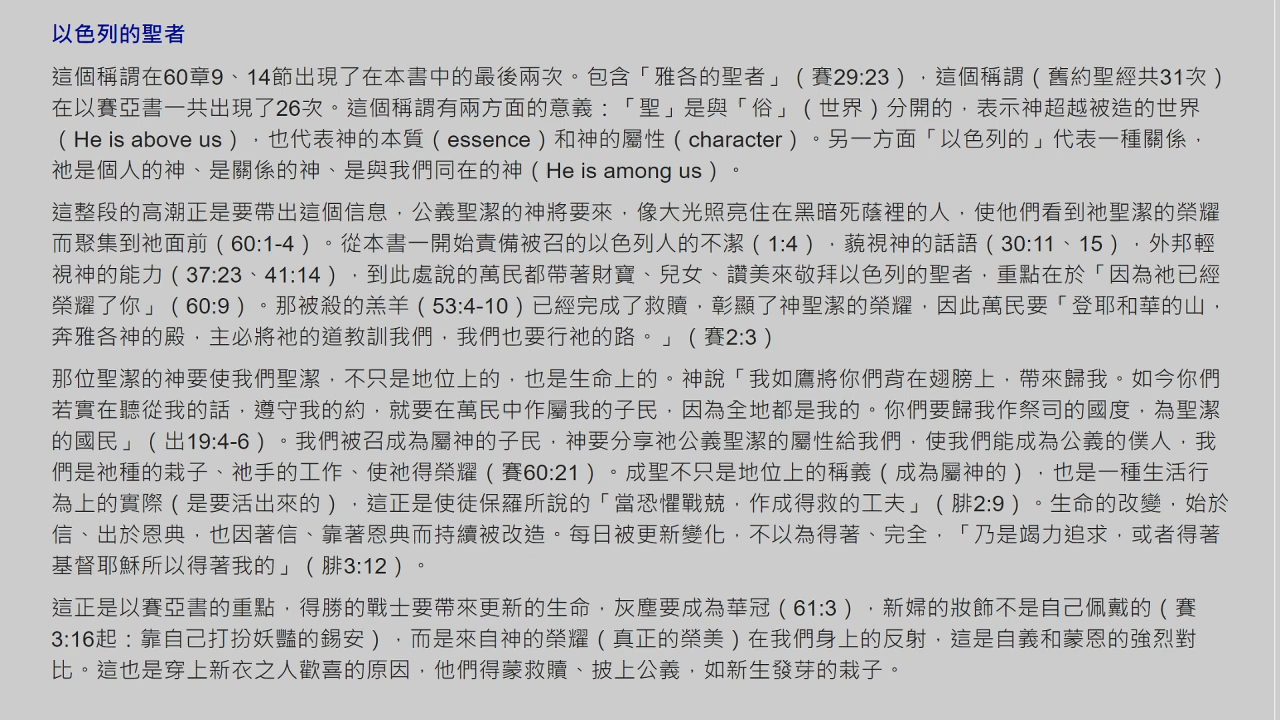 以色列的聖者
這個稱謂在60章9、14節出現了在本書中的最後兩次。包含「雅各的聖者」（賽29:23），這個稱謂（舊約聖經共31次）
在以賽亞書一共出現了26次。這個稱謂有兩方面的意義：「聖」是與「俗」（世界）分開的，表示神超越被造的世界
（He is above us），也代表神的本質（essence）和神的屬性（character）。另一方面「以色列的」代表一種關係，
祂是個人的神、是關係的神、是與我們同在的神（He is among us）。
這整段的高潮正是要帶出這個信息，公義聖潔的神將要來，像大光照亮住在黑暗死蔭裡的人，使他們看到祂聖潔的榮耀
而聚集到祂面前（60:1-4）。從本書一開始責備被召的以色列人的不潔（1:4），藐視神的話語（30:11、15），外邦輕
視神的能力（37:23、41:14），到此處說的萬民都帶著財寶、兒女、讚美來敬拜以色列的聖者，重點在於「因為祂已經
榮耀了你」（60:9）。那被殺的羔羊（53:4-10）已經完成了救贖，彰顯了神聖潔的榮耀，因此萬民要「登耶和華的山，
奔雅各神的殿，主必將祂的道教訓我們，我們也要行祂的路。」（賽2:3）
那位聖潔的神要使我們聖潔，不只是地位上的，也是生命上的。神說「我如鷹將你們背在翅膀上，帶來歸我。如今你們
若實在聽從我的話，遵守我的約，就要在萬民中作屬我的子民，因為全地都是我的。你們要歸我作祭司的國度，為聖潔
的國民」（出19:4-6）。我們被召成為屬神的子民，神要分享祂公義聖潔的屬性給我們，使我們能成為公義的僕人，我
們是祂種的栽子、祂手的工作、使祂得榮耀（賽60:21）。成聖不只是地位上的稱義（成為屬神的），也是一種生活行
為上的實際（是要活出來的），這正是使徒保羅所說的「當恐懼戰兢，作成得救的工夫」（腓2:9）。生命的改變，始於
信、出於恩典，也因著信、靠著恩典而持續被改造。每日被更新變化，不以為得著、完全，「乃是竭力追求，或者得著
基督耶穌所以得著我的」（腓3:12）。
這正是以賽亞書的重點，得勝的戰士要帶來更新的生命，灰塵要成為華冠（61:3），新婦的妝飾不是自己佩戴的（賽
3:16起：靠自己打扮妖豔的錫安），而是來自神的榮耀（真正的榮美）在我們身上的反射，這是自義和蒙恩的強烈對
比。這也是穿上新衣之人歡喜的原因，他們得蒙救贖、披上公義，如新生發芽的栽子。